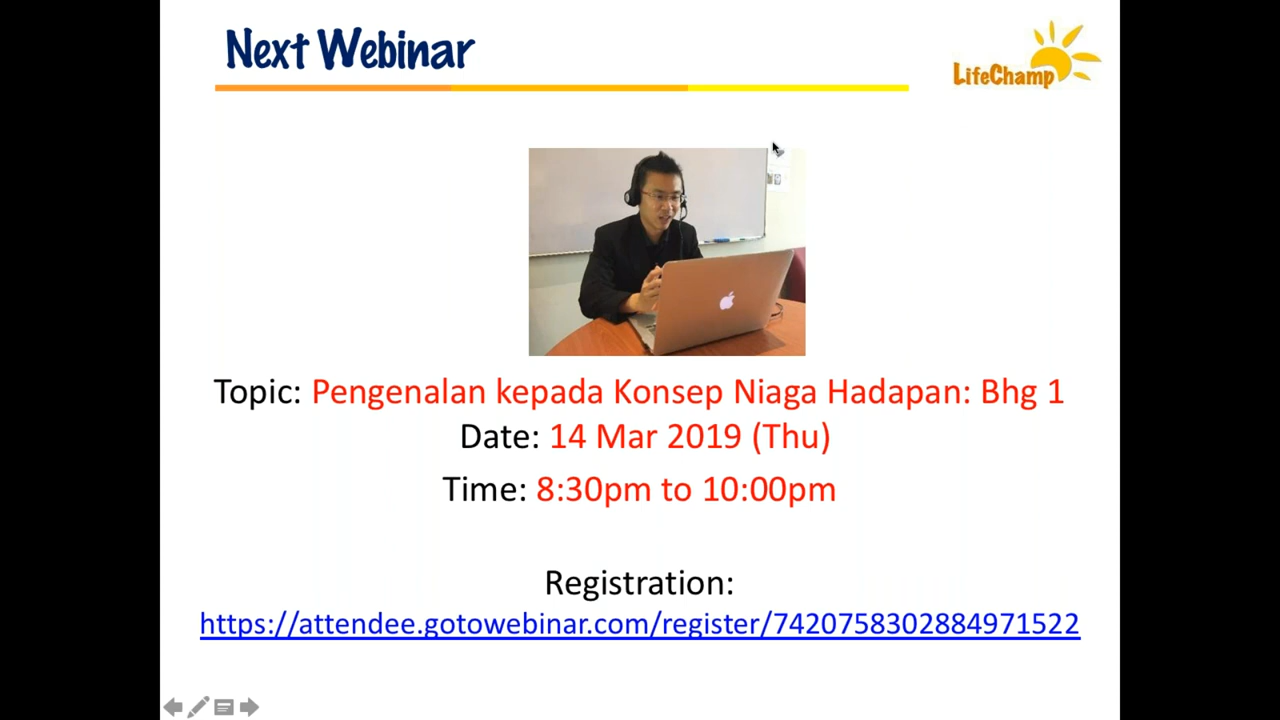 Next Webinar
LifeChamp
Topic: Pengenalan kepada Konsep Niaga Hadapan: Bhg 1
Date: 14 Mar 2019 (Thu)
Time: 8:30pm to 10:00pm
Registration:
https://attendee.gotowebinar.com/register/7420758302884971522